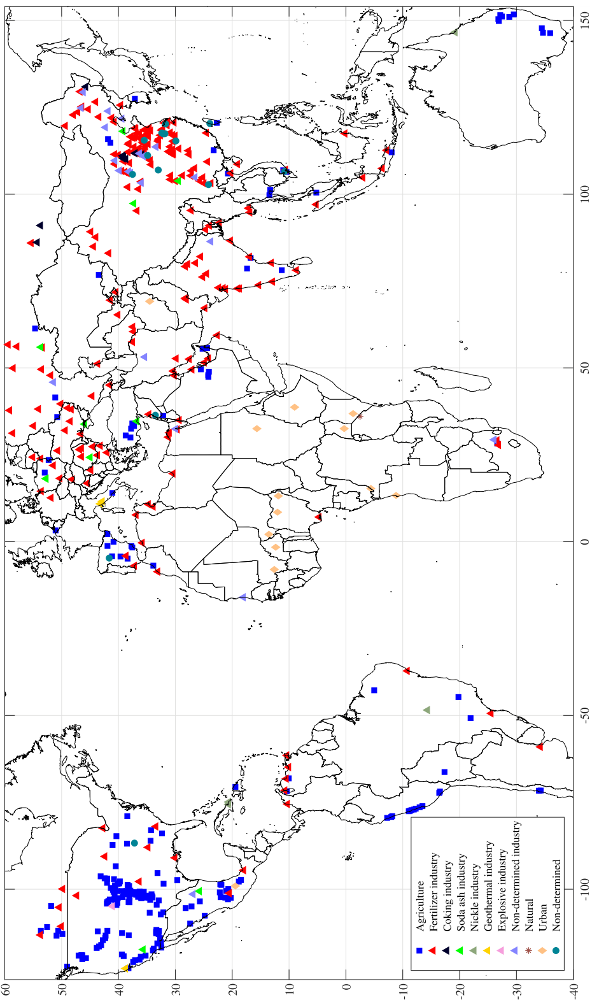 60
50
40
30
20
10
0
-10
-20
-30
-40
-100
-50
0
50
100
150
Agriculture
Fertilizer industry
Coking industry
Soda ash industry
Nickle industry
Geothermal industry
Explosive industry
Non-determined industry
Natural
Urban
Non-determined